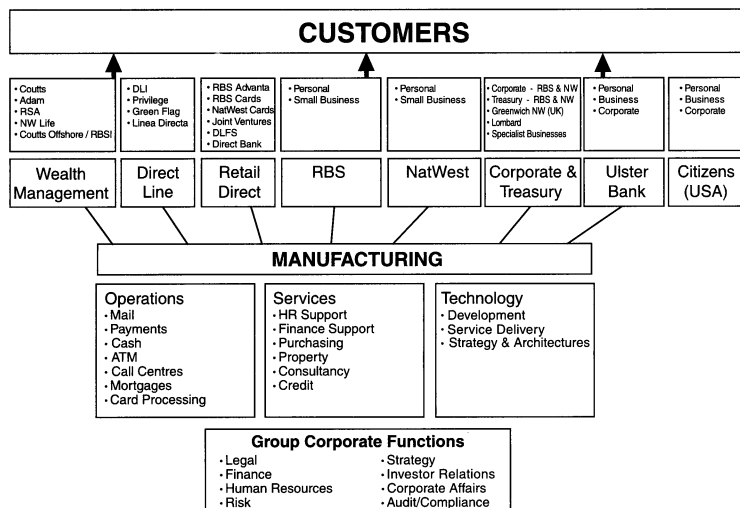 CUSTOMERS
• Coutts
• Adam
• RSA
• NW Life
• Coutts Offshore / RBSI
• DLI
• Privilege
• Green Flag
• Linea Directa
• RBS Advanta
• RBS Cards
• NatWest Cards
• Joint Ventures
• DLFS
• Direct Bank
• Personal
• Small Business
• Personal
• Small Business
• Corporate - RBS & NW
• Treasury - RBS & NW
• Greenwich NW (UK)
• Lombard
• Specialist Businesses
• Personal
• Business
• Corporate
• Personal
• Business
• Corporate
Wealth
Management
Direct
Line
Retail
Direct
RBS
NatWest
Corporate &
Treasury
Ulster
Bank
Citizens
(USA)
MANUFACTURING
Operations
• Mail
• Payments
• Cash
• ATM
• Call Centres
• Mortgages
• Card Processing
Services
• HR Support
• Finance Support
• Purchasing
• Property
• Consultancy
• Credit
Technology
• Development
• Service Delivery
• Strategy & Architectures
Group Corporate Functions
• Legal
• Finance
• Human Resources
• Risk
• Strategy
• Investor Relations
• Corporate Affairs
• Audit/Compliance